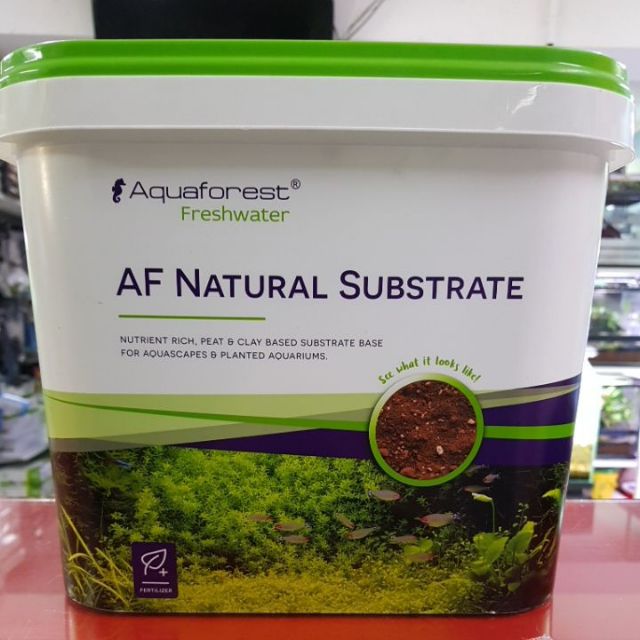 Aquaforest®
Freshwater
AF NATURAL SUBSTRATE
NUTRIENT RICH, PEAT & CLAY BASED SUBSTRATE BASE
FOR AQUASCAPES & PLANTED AQUARIUMS.
See what it looks like!
FERTILIZER